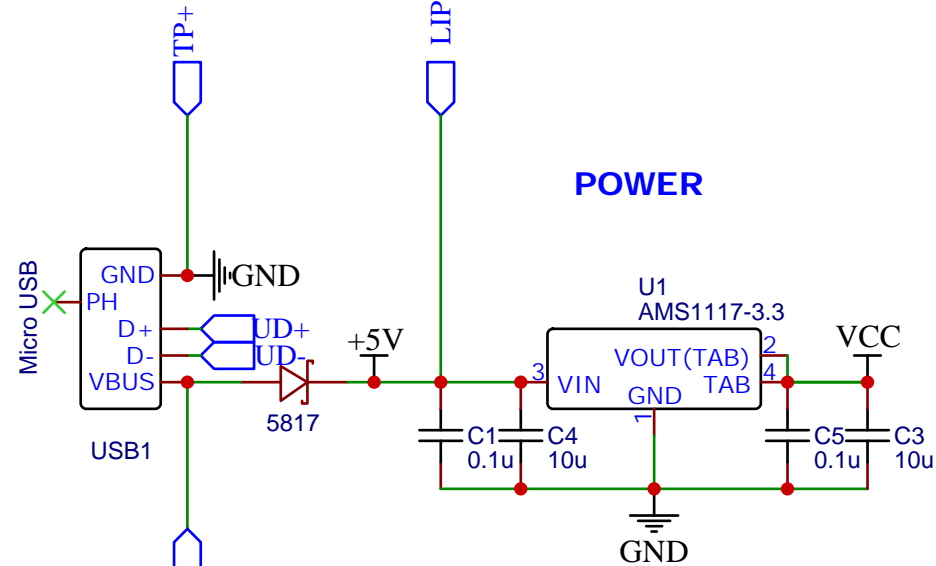 TP+
LIP
POWER
Micro USB
GND
PH
D+
D-
VBUS
USB1
GND
UD+
UD-
5817
+5V
U1
AMS1117-3.3
3
VIN
VOUT(TAB)
TAB
GND
1
2
4
VCC
C1
0.1u
C4
10u
C5
0.1u
C3
10u
GND